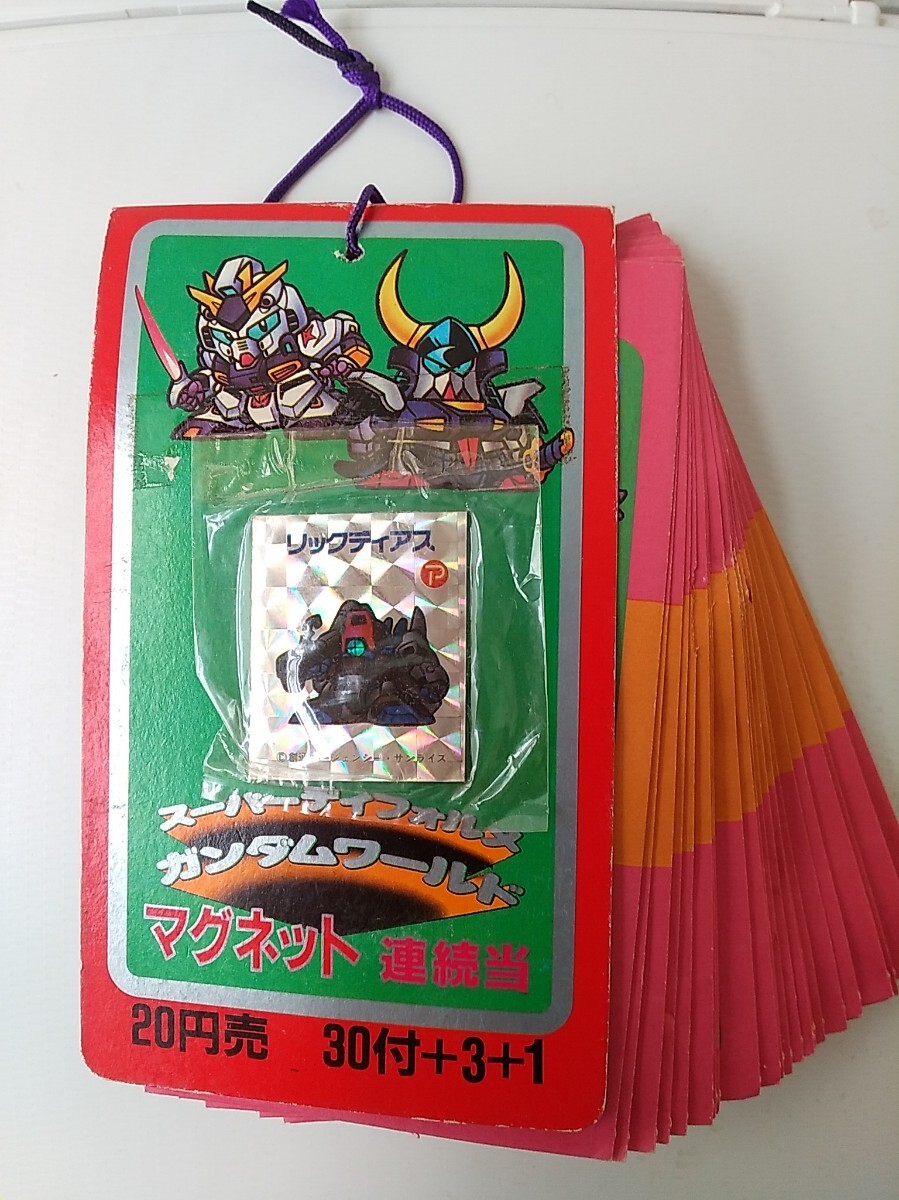 リックディアス
スーパーディフォルメ
ガンダムワールド
マグネット 連続当
20円売 30付+3+1